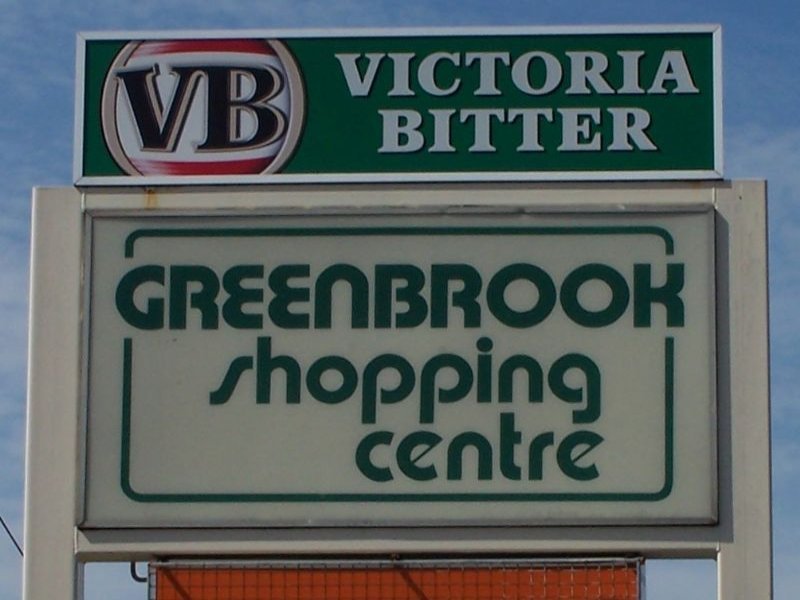 VB
VICTORIA
BITTER
GREENBROOK
shopping
centre